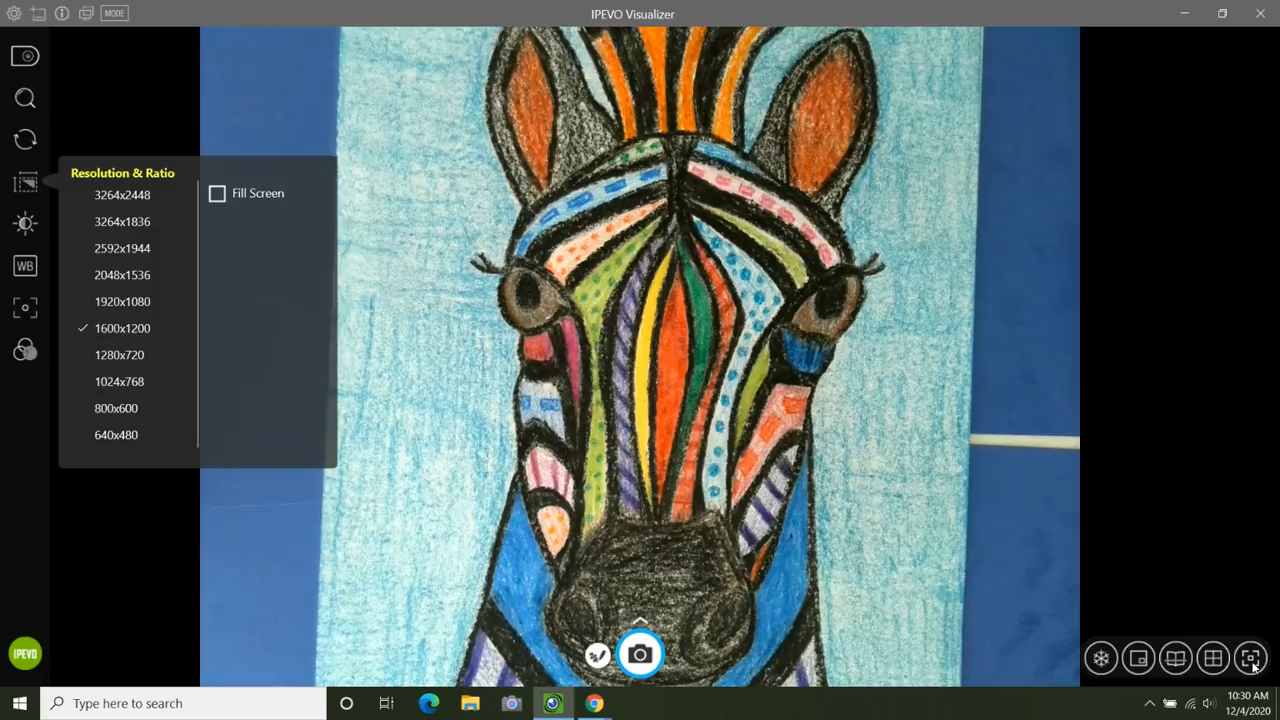 MODE
IPEVO Visualizer
Resolution & Ratio
3264x2448
Fill Screen
3264x1836
2592x1944
2048x1536
1920x1080
1600x1200
1280x720
1024x768
800x600
640x480
WB
IPEVO
Type here to search
10:30 AM
12/4/2020